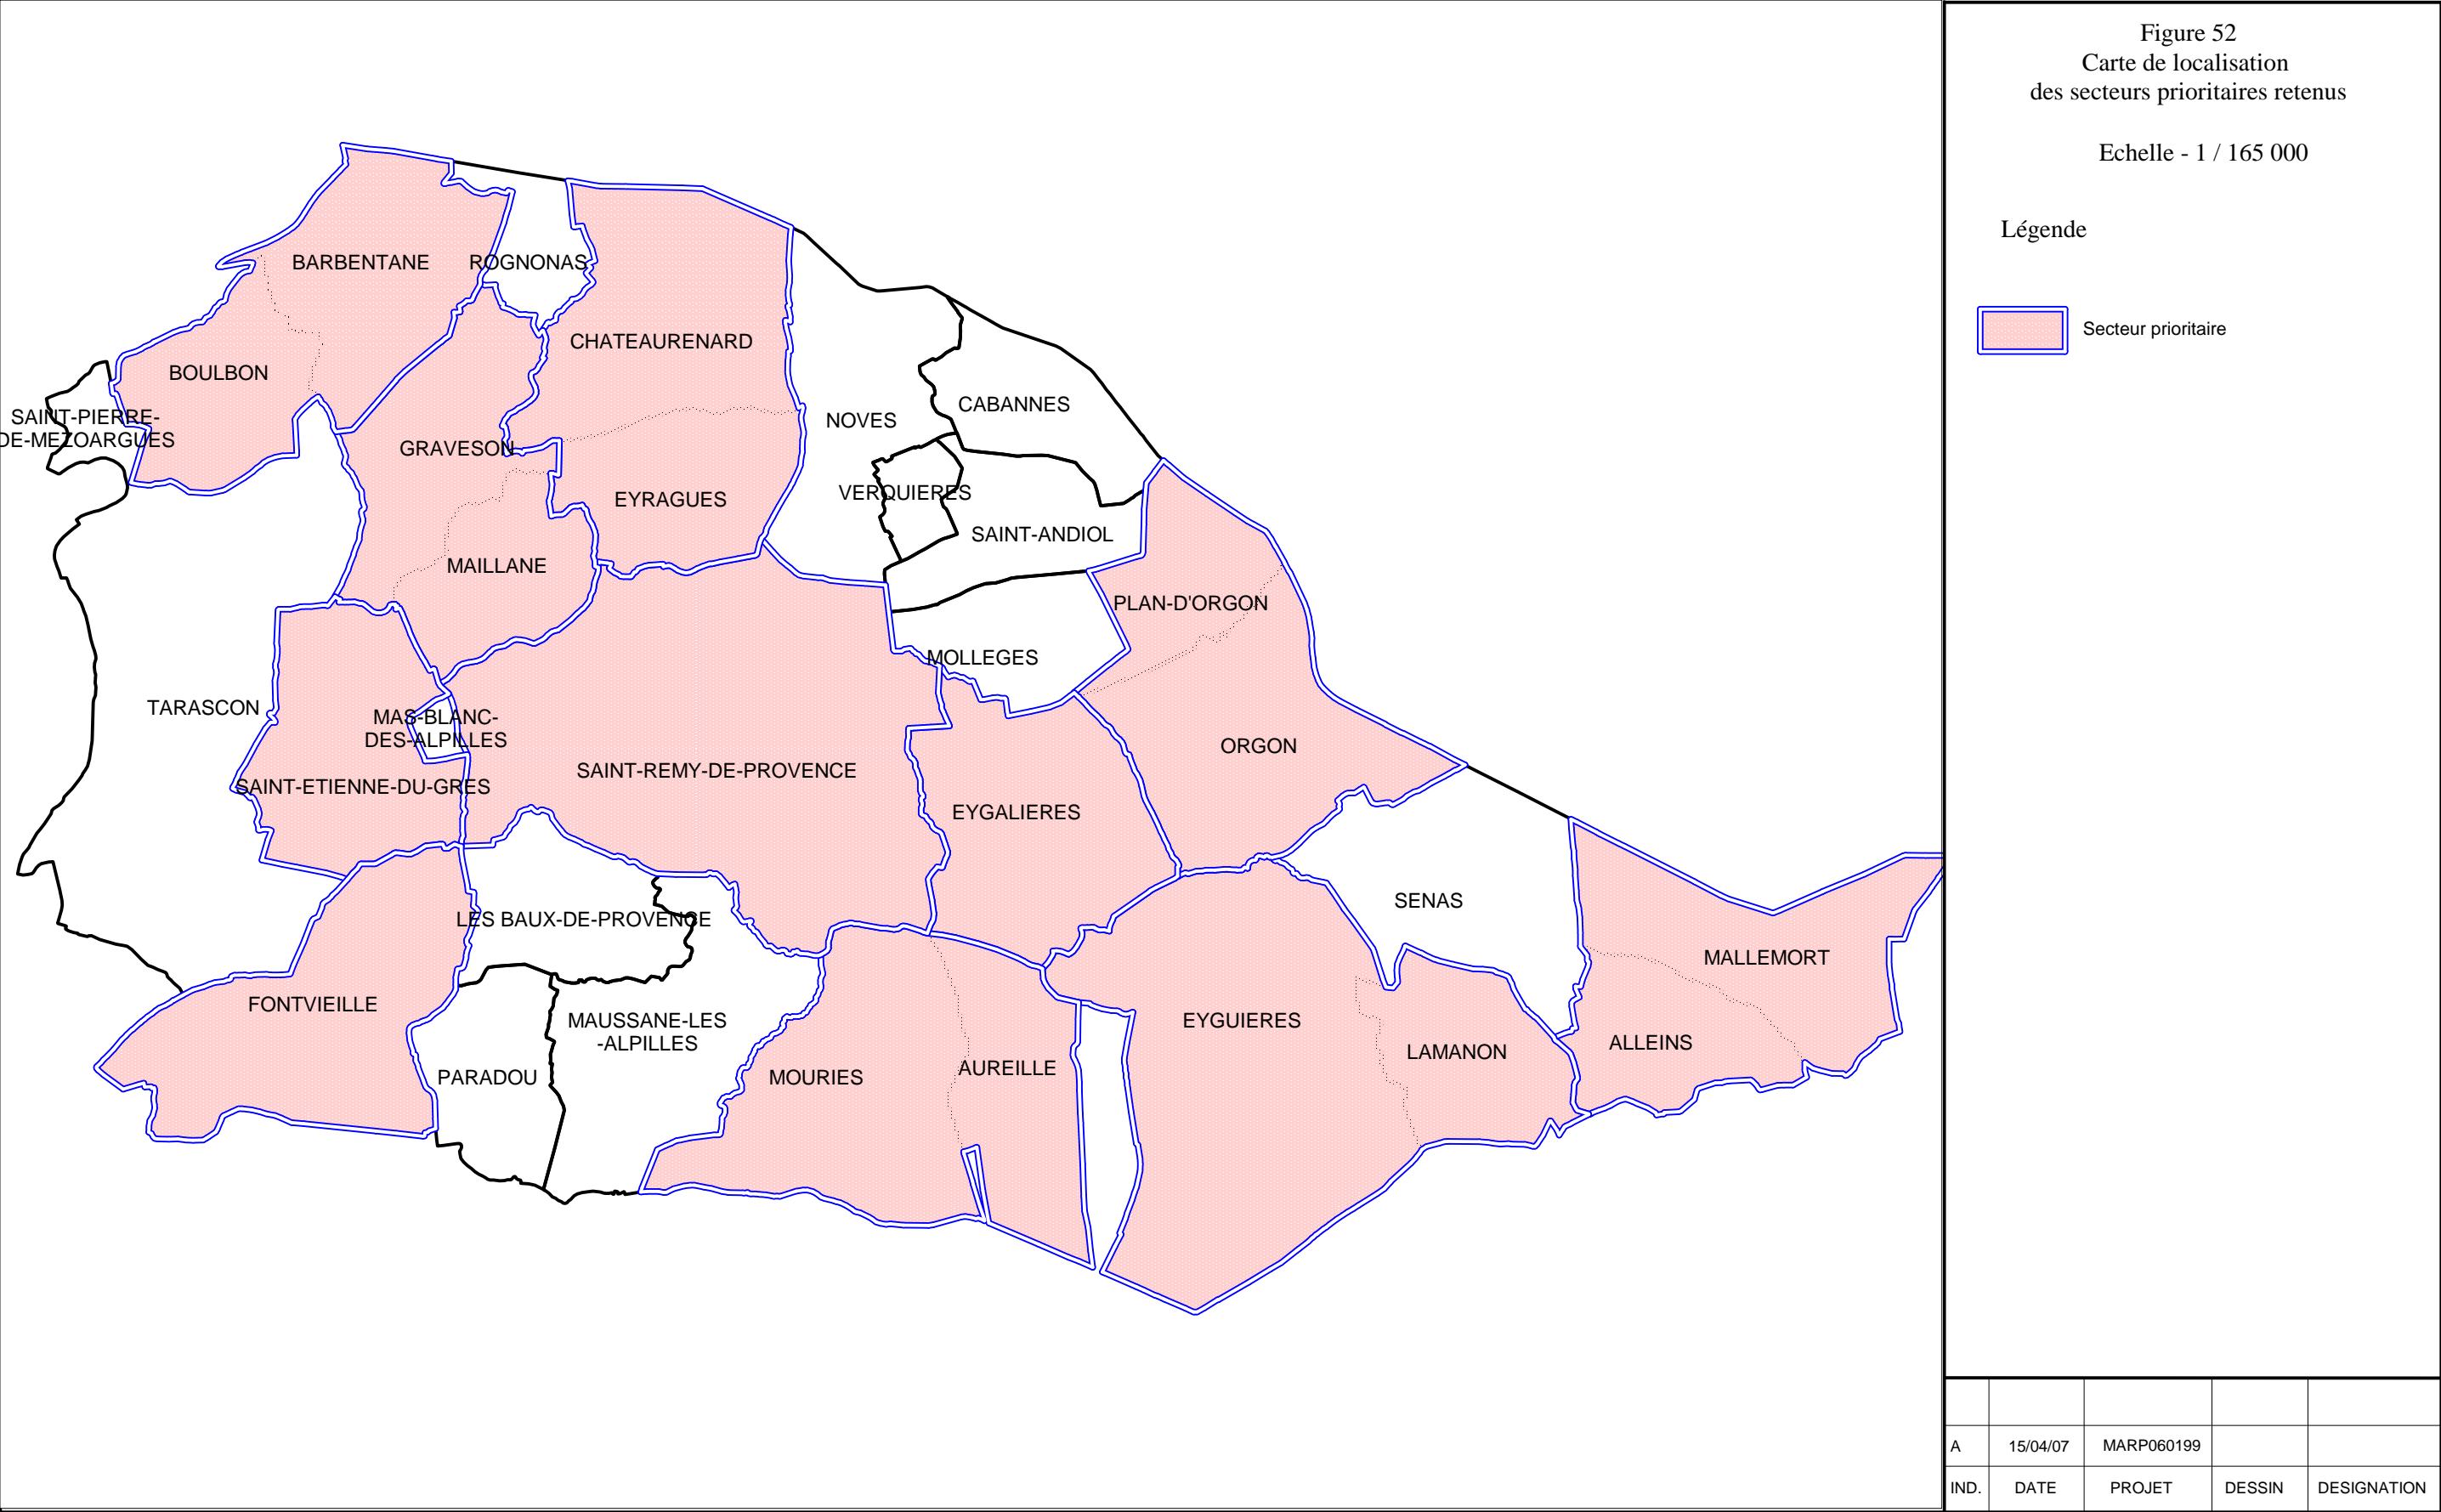 Figure 52
Carte de localisation
des secteurs prioritaires retenus
Echelle - 1 / 165 000
Légende
Secteur prioritaire
BARBENTANE
ROGNONAS
CHATEAURENARD
BOULBON
SAINT-PIERRE-
DE-MEZOARGUES
GRAVESON
NOVES
CABANNES
VERQUIERES
EYRAGUES
SAINT-ANDIOL
MAILLANE
PLAN-D'ORGON
MOLLEGES
TARASCON
MAS-BLANC-
DES-ALPILLES
ORGON
SAINT-ETIENNE-DU-GRES
SAINT-REMY-DE-PROVENCE
EYGALIERES
SENAS
LES BAUX-DE-PROVENCE
MALLEMORT
FONTVIEILLE
MAUSSANE-LES
-ALPILLES
EYGUIERES
LAMANON
ALLEINS
PARADOU
MOURIES
AUREILLE
A 15/04/07 MARP060199
IND. DATE PROJET DESSIN DESIGNATION